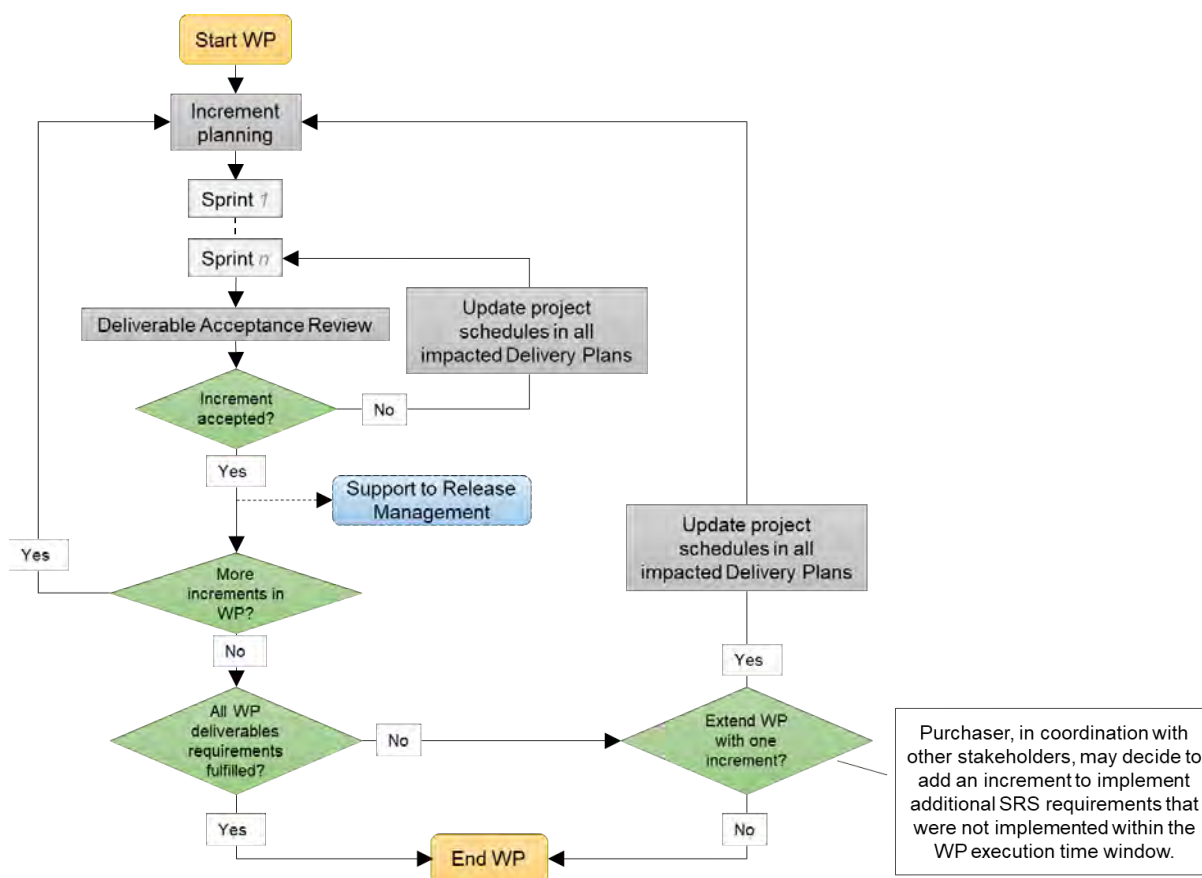 Start WP
Increment
planning
Sprint 1
Sprint n
Deliverable Acceptance Review
Update project
schedules in all
impacted Delivery Plans
Increment
accepted?
No
Yes
Support to Release
Management
Update project
schedules in all
impacted Delivery Plans
Yes
More
increments in
WP?
No
Yes
All WP
deliverables
requirements
fulfilled?
No
Extend WP
with one
increment?
Purchaser, in coordination with
other stakeholders, may decide to
add an increment to implement
additional SRS requirements that
were not implemented within the
WP execution time window.
Yes
No
End WP